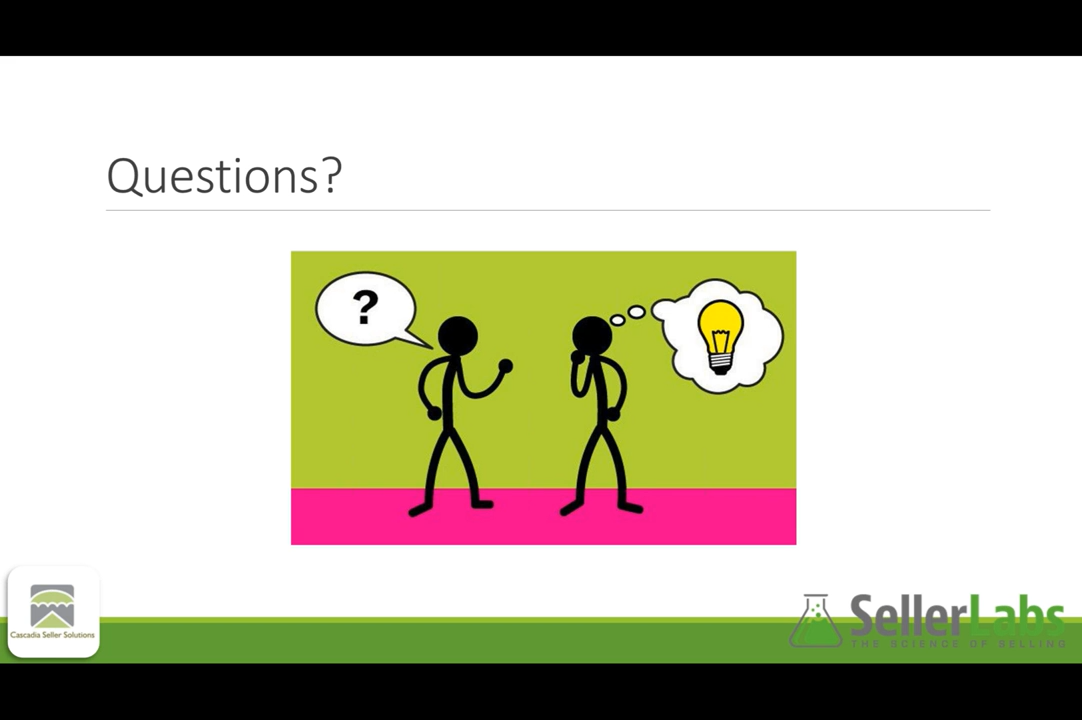 Questions?
?
Cascadia Seller Solutions
SellerLabs
THE SCIENCE OF SELLING